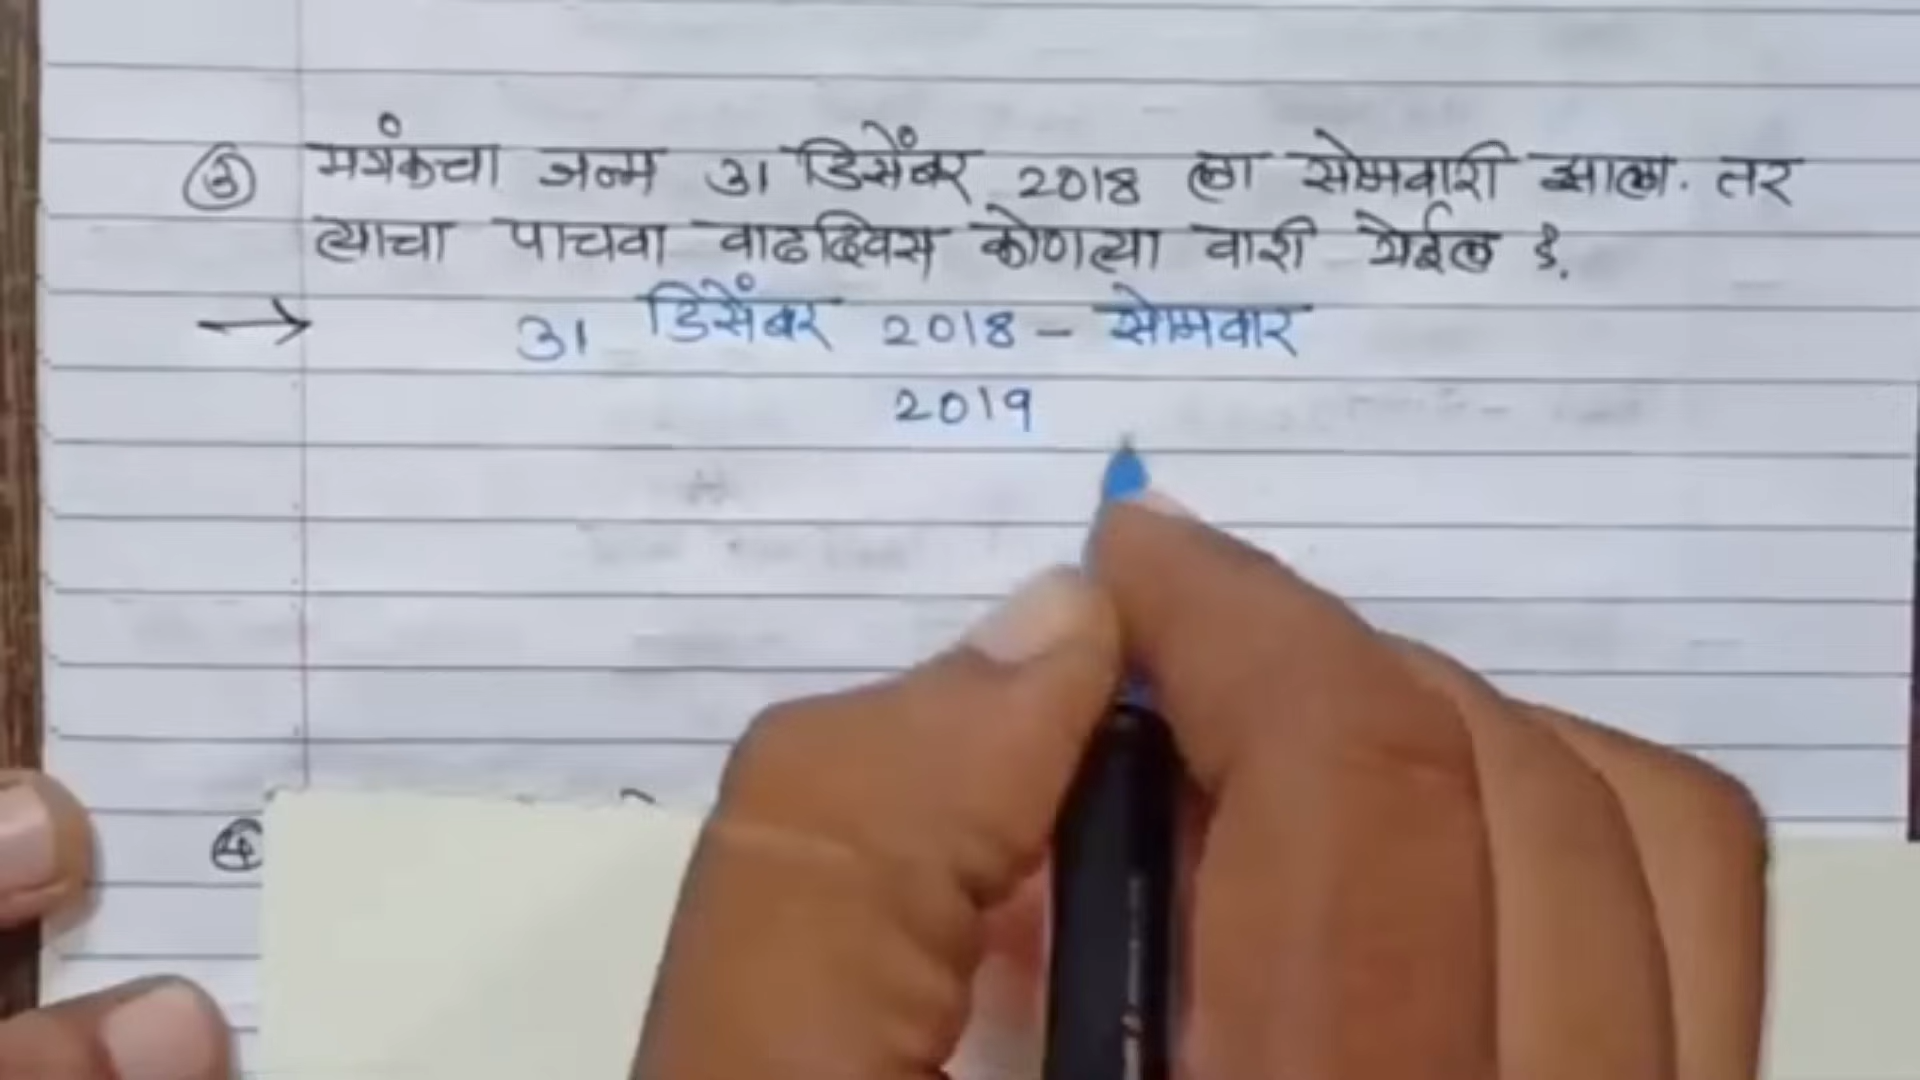 ③ मयंकचा जन्म 31 डिसेंबर 2018 ला सोमवारी झाला. तर
त्याचा पाचवा वाढदिवस कोणत्या वारी येईल ?.
→ 31 डिसेंबर 2018 - सोमवार
2019
④